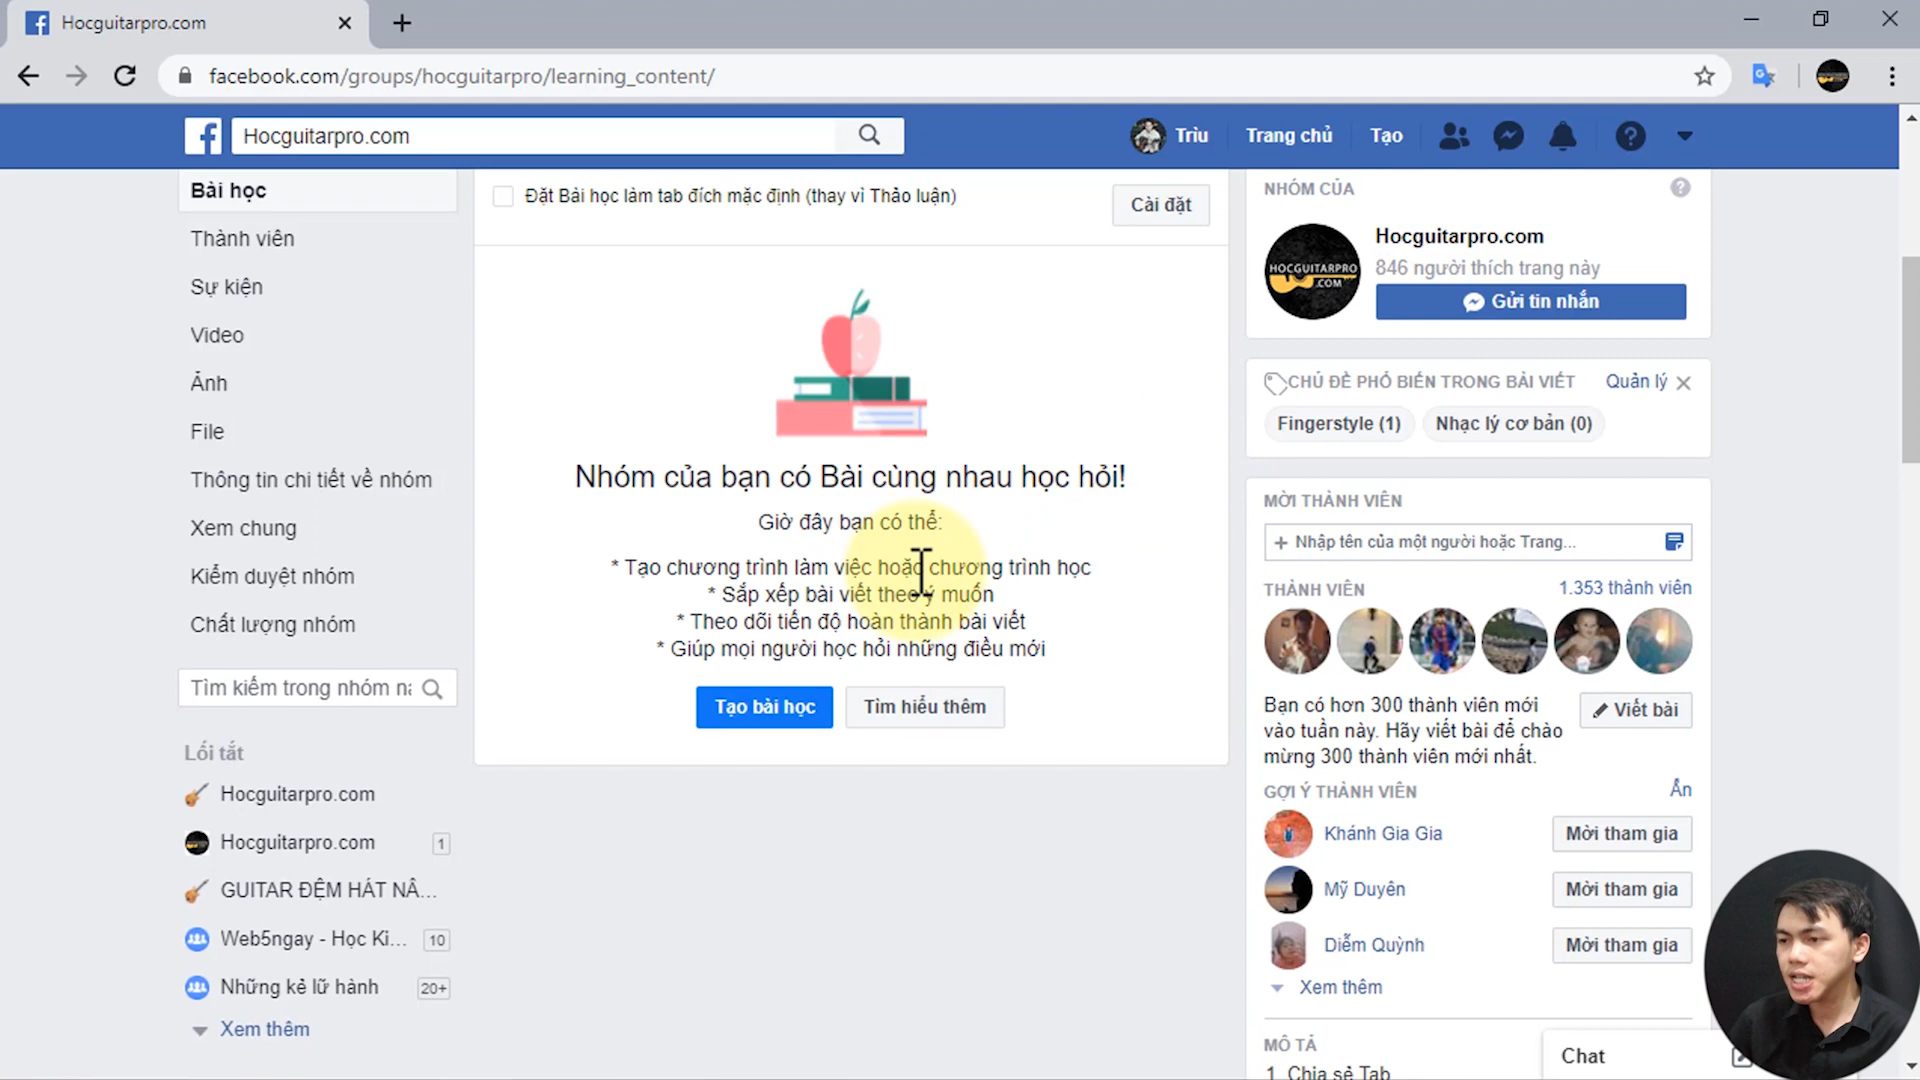 Hocguitarpro.com
facebook.com/groups/hocguitarpro/learning_content/
Hocguitarpro.com
Trìu
Trang chủ
Tạo
Bài học
Thành viên
Sự kiện
Video
Ảnh
File
Thông tin chi tiết về nhóm
Xem chung
Kiểm duyệt nhóm
Chất lượng nhóm
Tìm kiếm trong nhóm
Lối tắt
Hocguitarpro.com
Hocguitarpro.com 1
GUITAR ĐỆM HÁT NÂ...
Web5ngay - Học Ki... 10
Những kẻ lữ hành 20+
Xem thêm
Đặt Bài học làm tab đích mặc định (thay vì Thảo luận)
Cài đặt
Nhóm của bạn có Bài cùng nhau học hỏi!
Giờ đây bạn có thể:
* Tạo chương trình làm việc hoặc chương trình học
* Sắp xếp bài viết theo ý muốn
* Theo dõi tiến độ hoàn thành bài viết
* Giúp mọi người học hỏi những điều mới
Tạo bài học
Tìm hiểu thêm
NHÓM CỦA
HOCGUITARPRO
.COM
Hocguitarpro.com
846 người thích trang này
Gửi tin nhắn
CHỦ ĐỀ PHỔ BIẾN TRONG BÀI VIẾT
Quản lý
Fingerstyle (1)
Nhạc lý cơ bản (0)
MỜI THÀNH VIÊN
+ Nhập tên của một người hoặc Trang...
THÀNH VIÊN
1.353 thành viên
Bạn có hơn 300 thành viên mới
vào tuần này. Hãy viết bài để chào
mừng 300 thành viên mới nhất.
Viết bài
GỢI Ý THÀNH VIÊN
Ẩn
Khánh Gia Gia
Mời tham gia
Mỹ Duyên
Mời tham gia
Diễm Quỳnh
Mời tham gia
Xem thêm
MÔ TẢ
1. Chia sẻ Tab
Chat